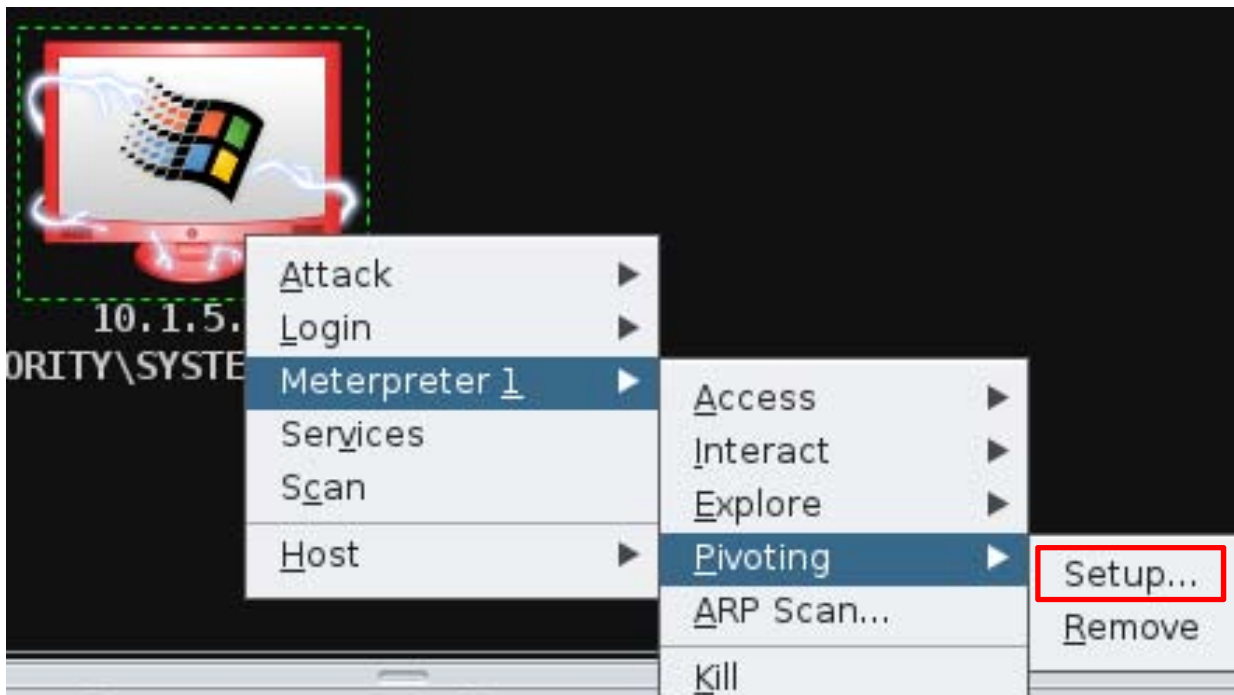 10.1.5.
ORITY\SYSTE
Attack
Login
Meterpreter 1
Services
Scan
Host
Access
Interact
Explore
Pivoting
ARP Scan...
Kill
Setup...
Remove